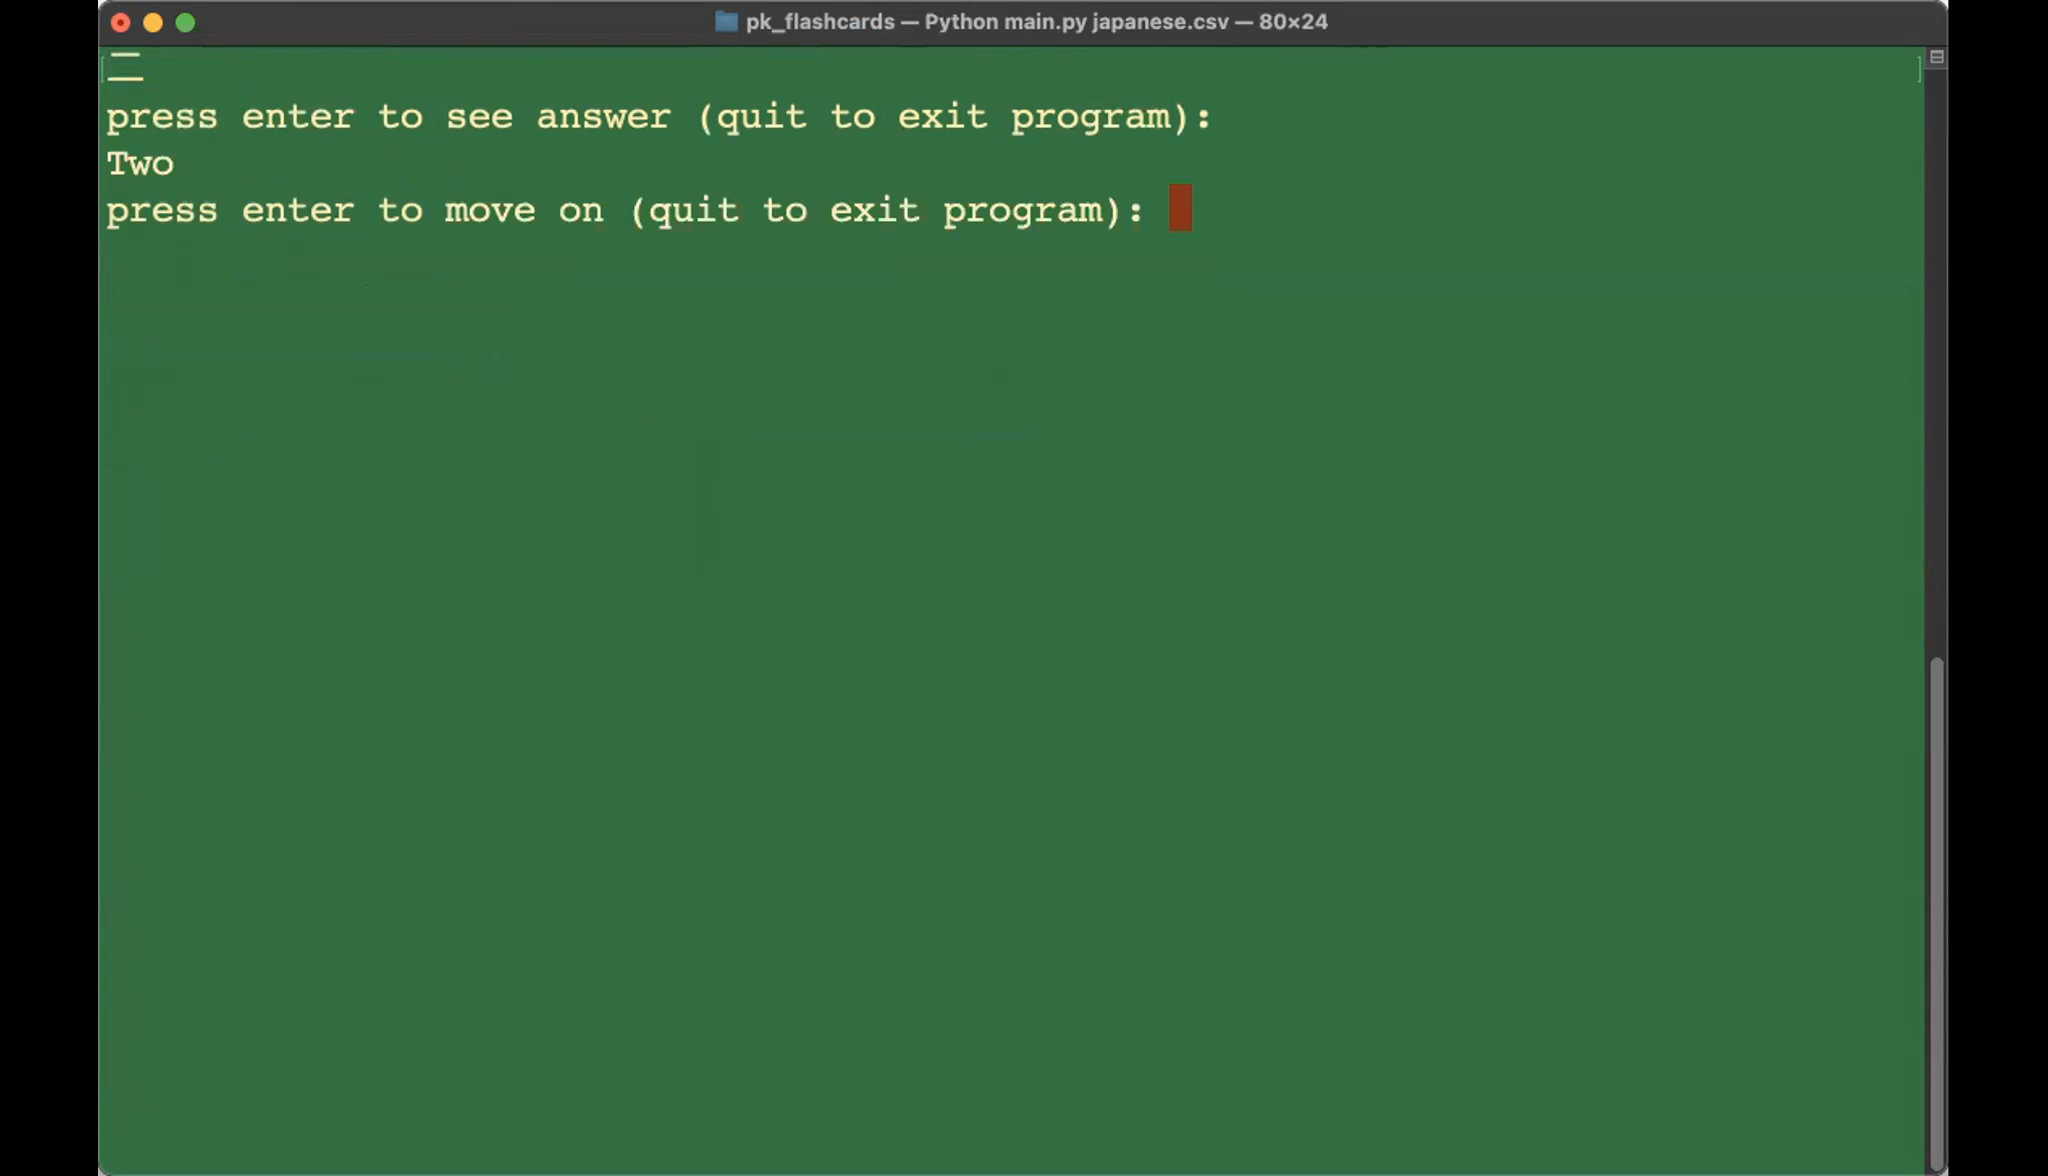 pk_flashcards — Python main.py japanese.csv — 80×24
二
press enter to see answer (quit to exit program):
Two
press enter to move on (quit to exit program):